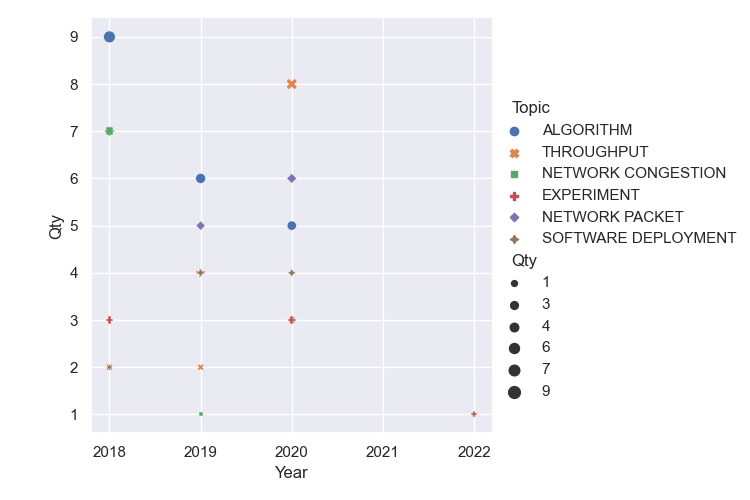 9
8
7
6
5
4
3
2
1
Qty
2018 2019 2020 2021 2022
Year
Topic
ALGORITHM
THROUGHPUT
NETWORK CONGESTION
EXPERIMENT
NETWORK PACKET
SOFTWARE DEPLOYMENT
Qty
1
3
4
6
7
9